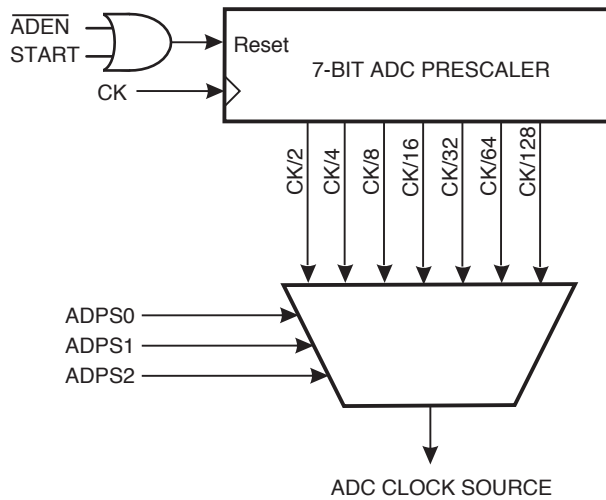 ADEN
START
Reset
7-BIT ADC PRESCALER
CK
CK/2
CK/4
CK/8
CK/16
CK/32
CK/64
CK/128
ADPS0
ADPS1
ADPS2
ADC CLOCK SOURCE